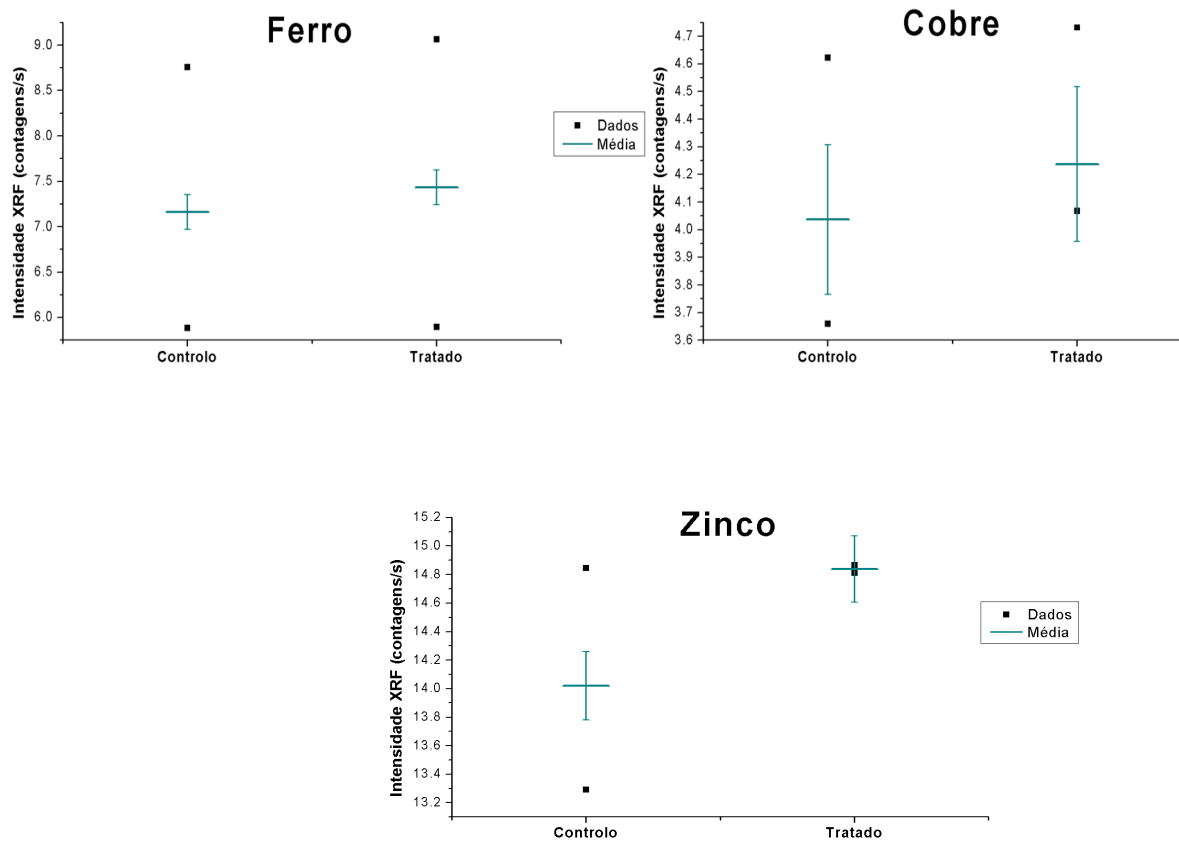 Ferro
Intensidade XRF (contagens/s)
9.0
8.5
8.0
7.5
7.0
6.5
6.0
Controlo
Tratado
Dados
Média
Cobre
Intensidade XRF (contagens/s)
4.7
4.6
4.5
4.4
4.3
4.2
4.1
4.0
3.9
3.8
3.7
3.6
Controlo
Tratado
Zinco
Intensidade XRF (contagens/s)
15.2
15.0
14.8
14.6
14.4
14.2
14.0
13.8
13.6
13.4
13.2
Controlo
Tratado
Dados
Média